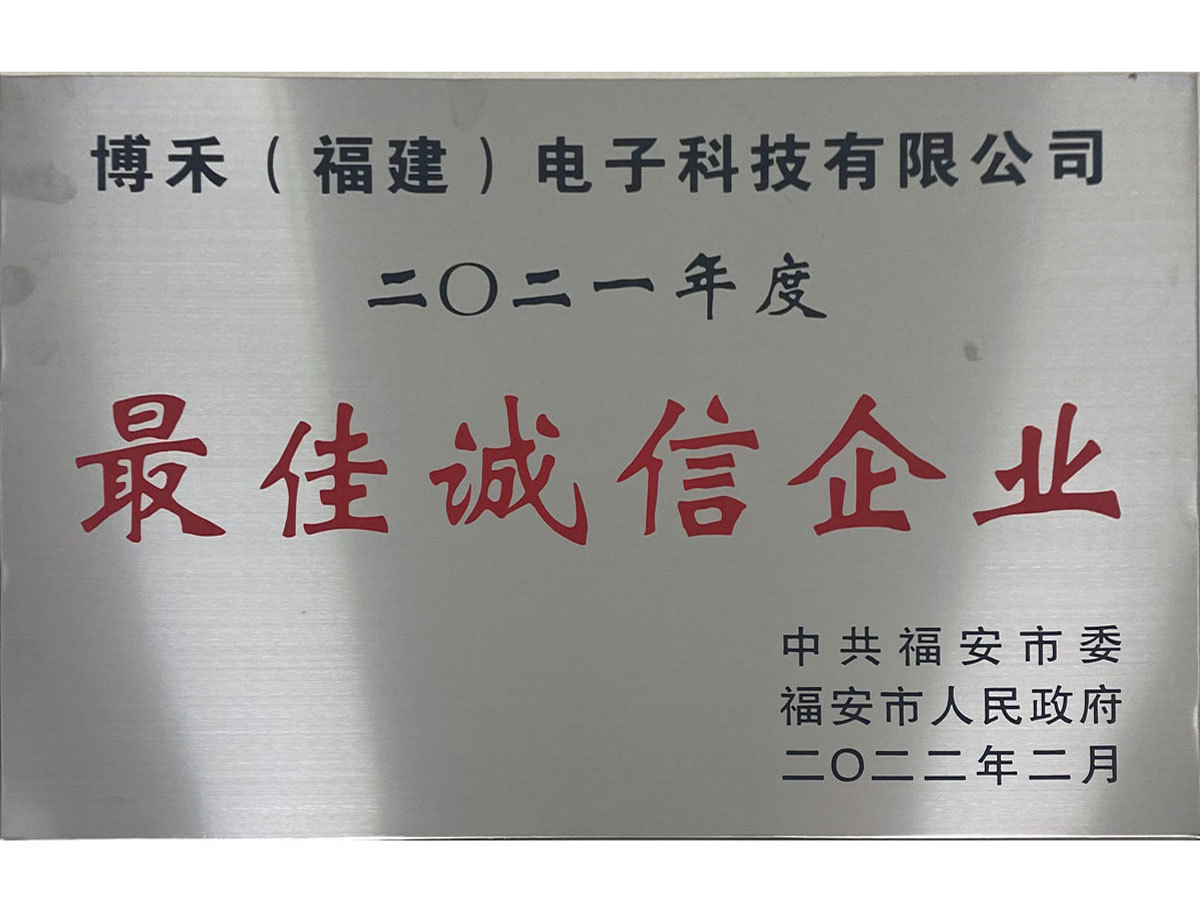 博禾（福建）电子科技有限公司
二〇二一年度
最佳诚信企业
中共福安市委
福安市人民政府
二〇二二年二月